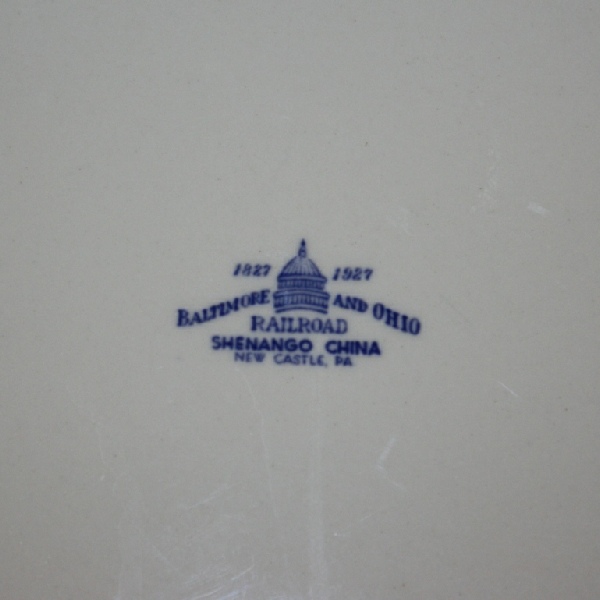 1827 1927
BALTIMORE AND OHIO
RAILROAD
SHENANGO CHINA
NEW CASTLE, PA.